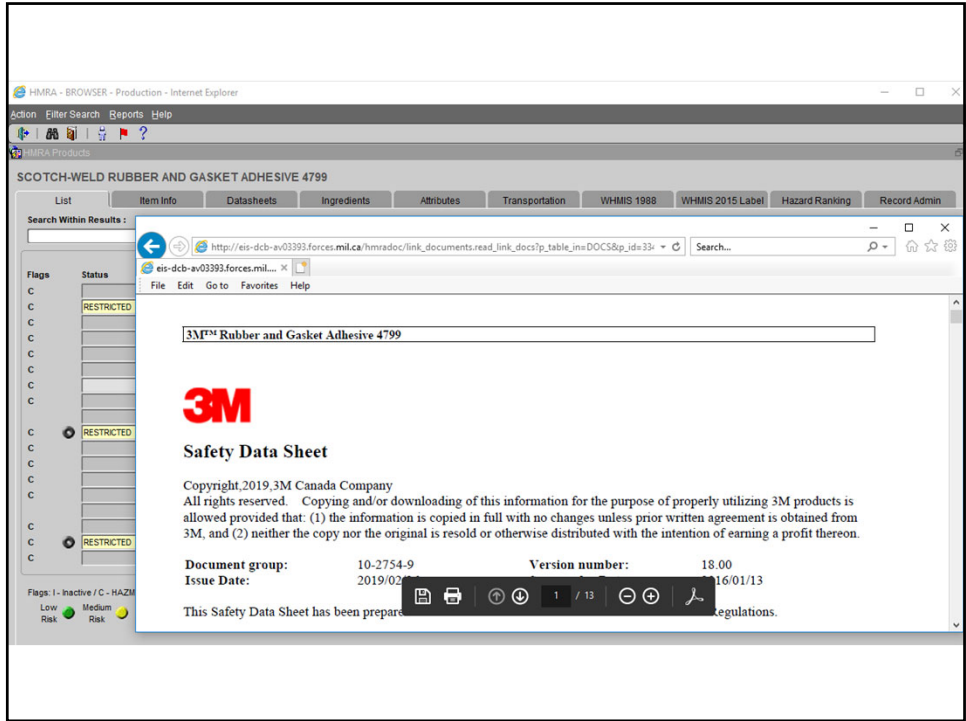 HMRA - BROWSER - Production - Internet Explorer
Action Filter Search Reports Help
HMRA Products
SCOTCH-WELD RUBBER AND GASKET ADHESIVE 4799
List Item Info Datasheets Ingredients Attributes Transportation WHMIS 1988 WHMIS 2015 Label Hazard Ranking Record Admin
Search Within Results :
http://eis-dcb-av03393.forces.mil.ca/hmradoc/link_documents.read_link_docs?p_table_in=DOCS&p_id=334 Search...
eis-dcb-av03393.forces.mil....
File Edit Go to Favorites Help
Flags Status
C
C RESTRICTED
C
C
C
C
C
C
C RESTRICTED
C
C
C
C
C
C RESTRICTED
C
3M™ Rubber and Gasket Adhesive 4799
3M
Safety Data Sheet
Copyright,2019,3M Canada Company
All rights reserved. Copying and/or downloading of this information for the purpose of properly utilizing 3M products is
allowed provided that: (1) the information is copied in full with no changes unless prior written agreement is obtained from
3M, and (2) neither the copy nor the original is resold or otherwise distributed with the intention of earning a profit thereon.
Document group: 10-2754-9 Version number: 18.00
Issue Date: 2019/02 2016/01/13
1 / 13
This Safety Data Sheet has been Regulations.
Flags: I - Inactive / C - HAZM
Low Risk Medium Risk